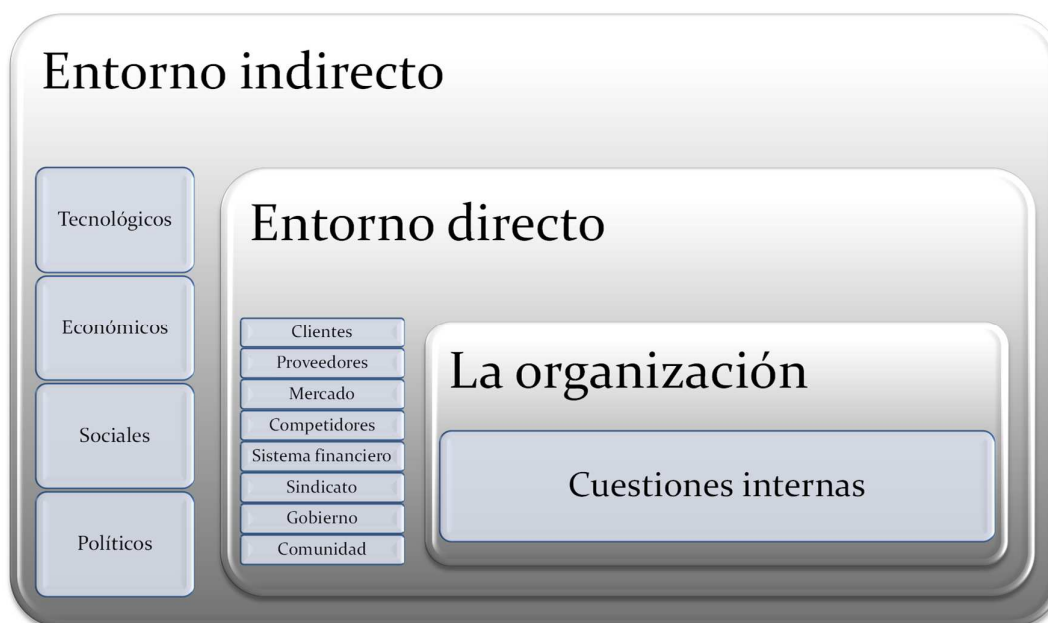 Entorno indirecto
Tecnológicos
Económicos
Sociales
Políticos
Entorno directo
Clientes
Proveedores
Mercado
Competidores
Sistema financiero
Sindicato
Gobierno
Comunidad
La organización
Cuestiones internas